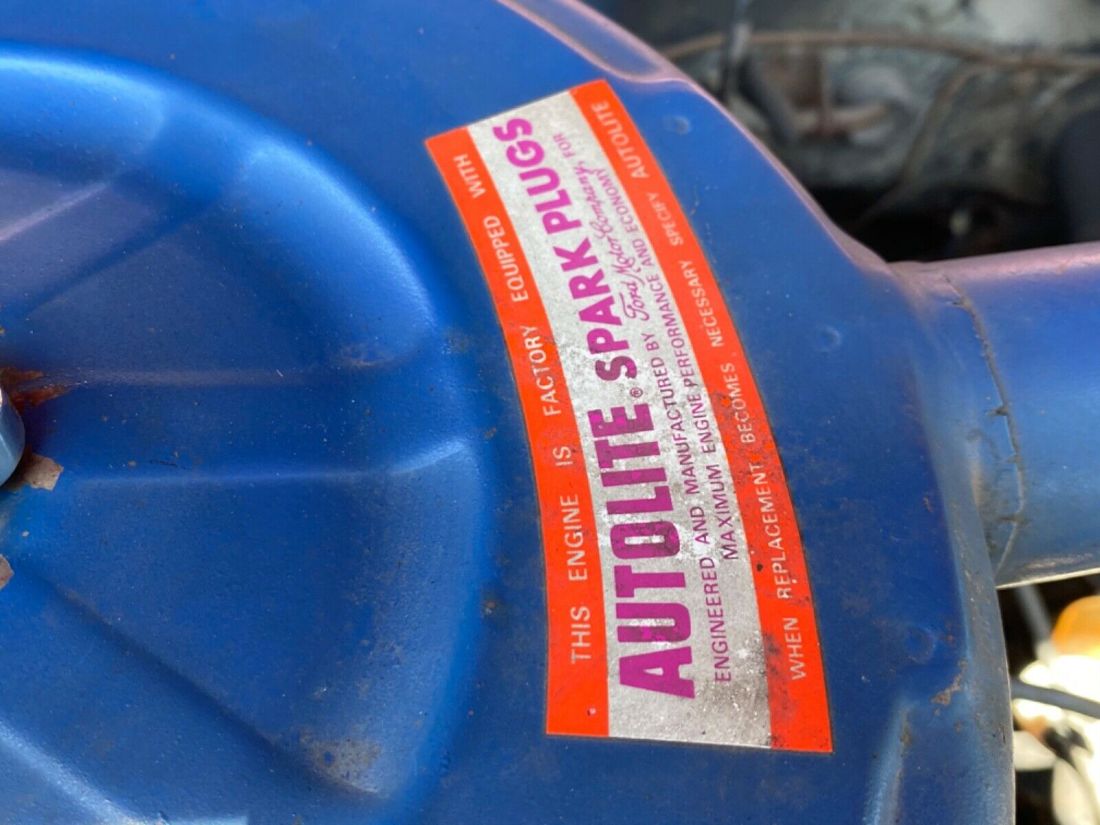 THIS ENGINE IS FACTORY EQUIPPED WITH
AUTOLITE® SPARK PLUGS
ENGINEERED AND MANUFACTURED BY Ford Motor Company, FOR
MAXIMUM ENGINE PERFORMANCE AND ECONOMY
WHEN REPLACEMENT BECOMES NECESSARY SPECIFY AUTOLITE